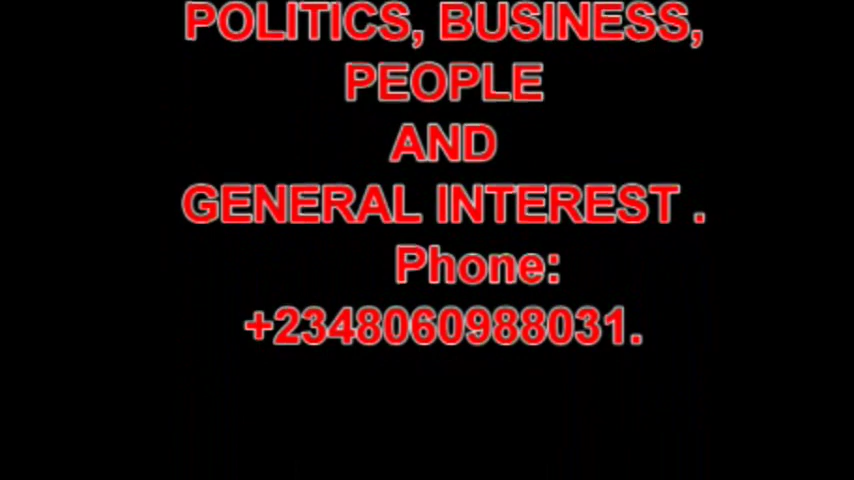 POLITICS, BUSINESS,
PEOPLE
AND
GENERAL INTEREST .
Phone:
+2348060988031.